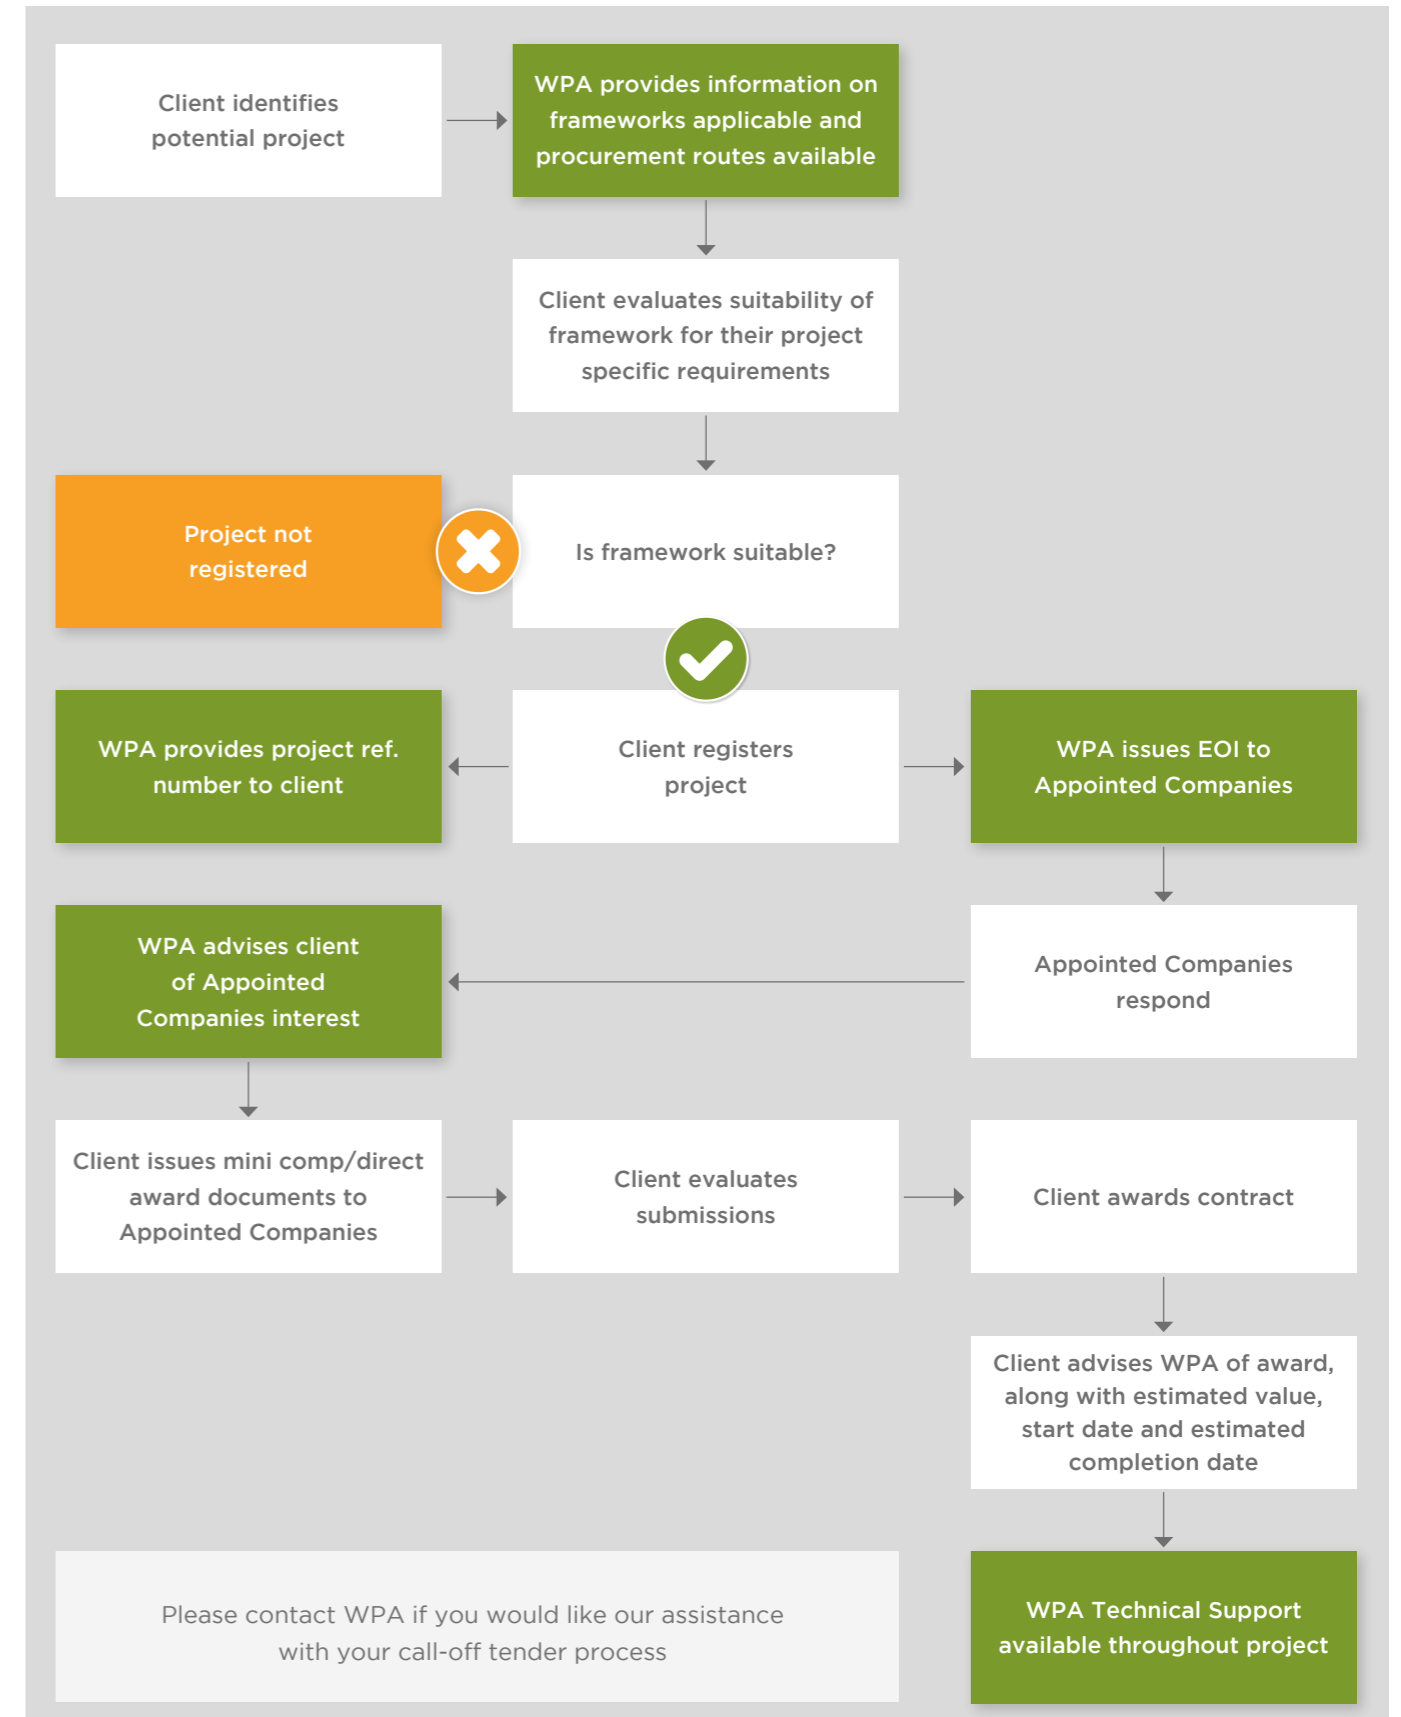 Client identifies
potential project
WPA provides information on
frameworks applicable and
procurement routes available
Client evaluates suitability of
framework for their project
specific requirements
Project not
registered
Is framework suitable?
WPA provides project ref.
number to client
Client registers
project
WPA issues EOI to
Appointed Companies
WPA advises client
of Appointed
Companies interest
Appointed Companies
respond
Client issues mini comp/direct
award documents to
Appointed Companies
Client evaluates
submissions
Client awards contract
Client advises WPA of award,
along with estimated value,
start date and estimated
completion date
Please contact WPA if you would like our assistance
with your call-off tender process
WPA Technical Support
available throughout project